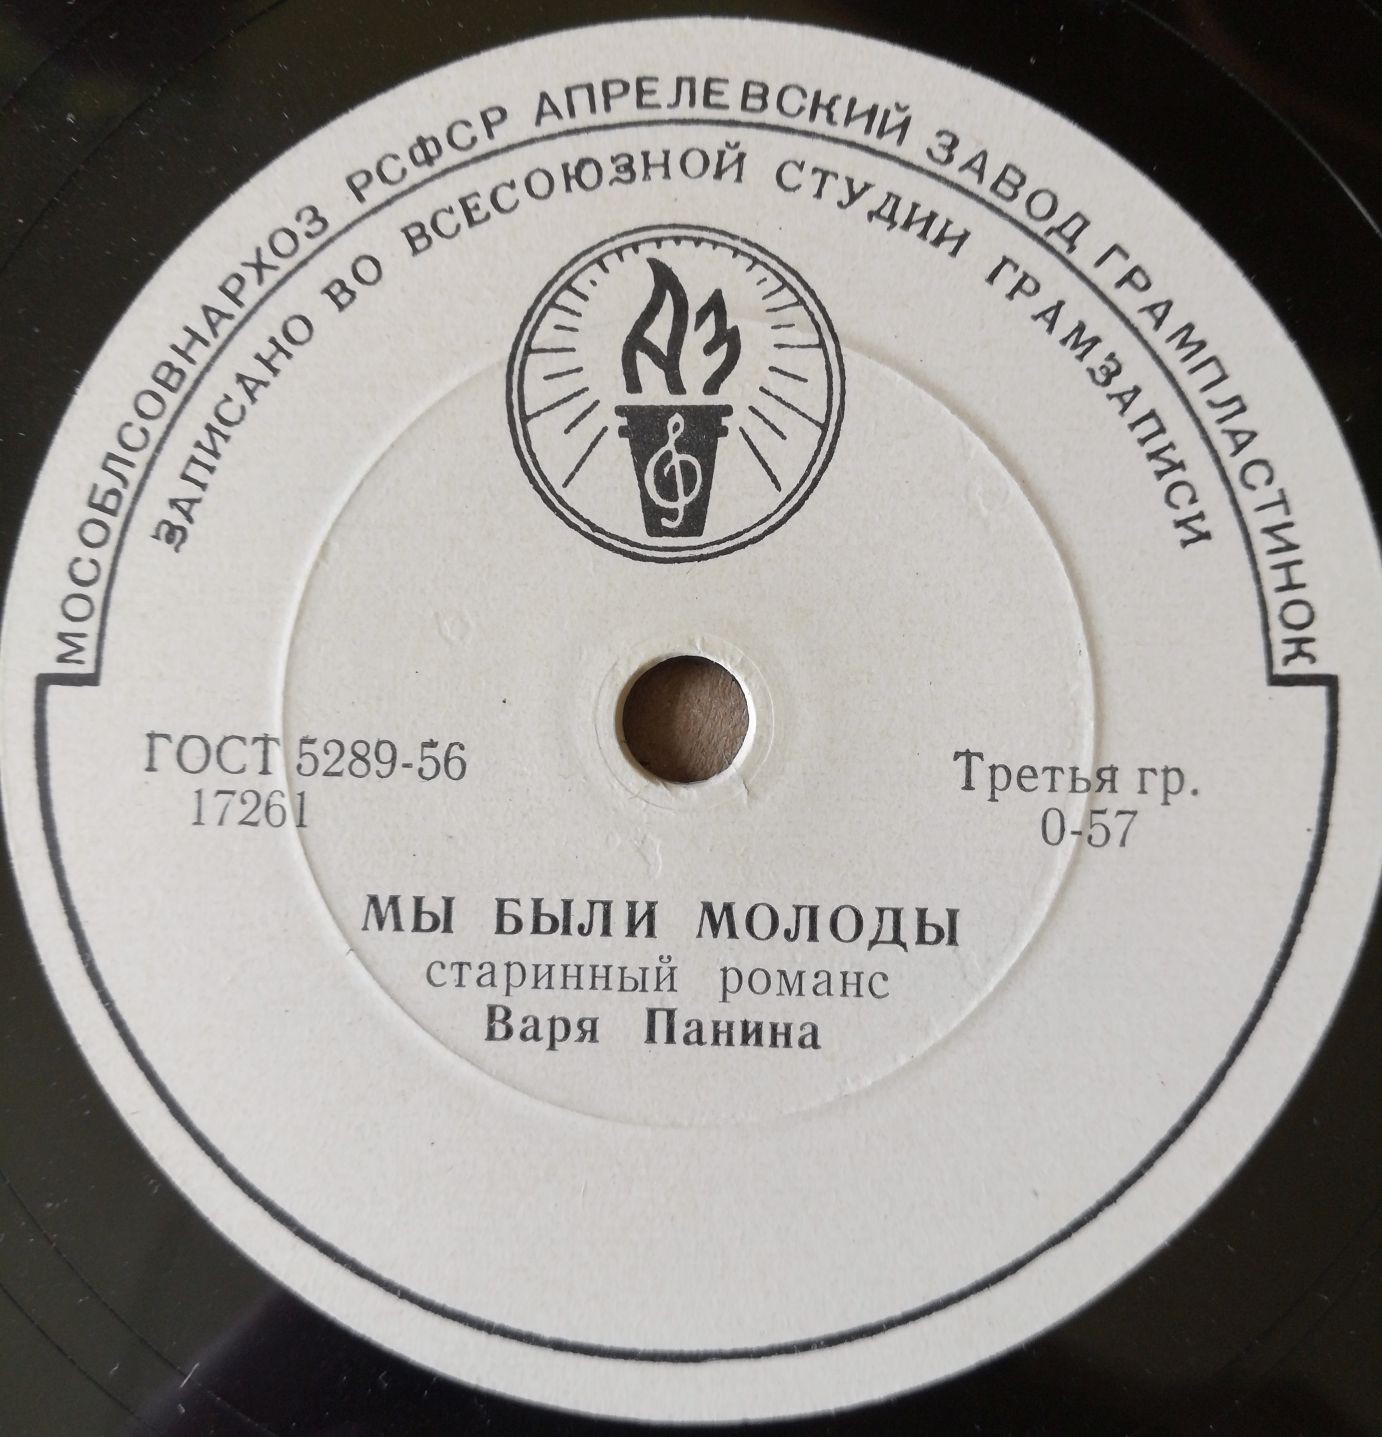 МОСОБЛСОВНАРХОЗ РСФСР АПРЕЛЕВСКИЙ ЗАВОД ГРАМПЛАСТИНОК
ЗАПИСАНО ВО ВСЕСОЮЗНОЙ СТУДИИ ГРАМЗАПИСИ
АЗ
ГОСТ 5289-56
17261
Третья гр.
0-57
МЫ БЫЛИ МОЛОДЫ
старинный романс
Варя Панина